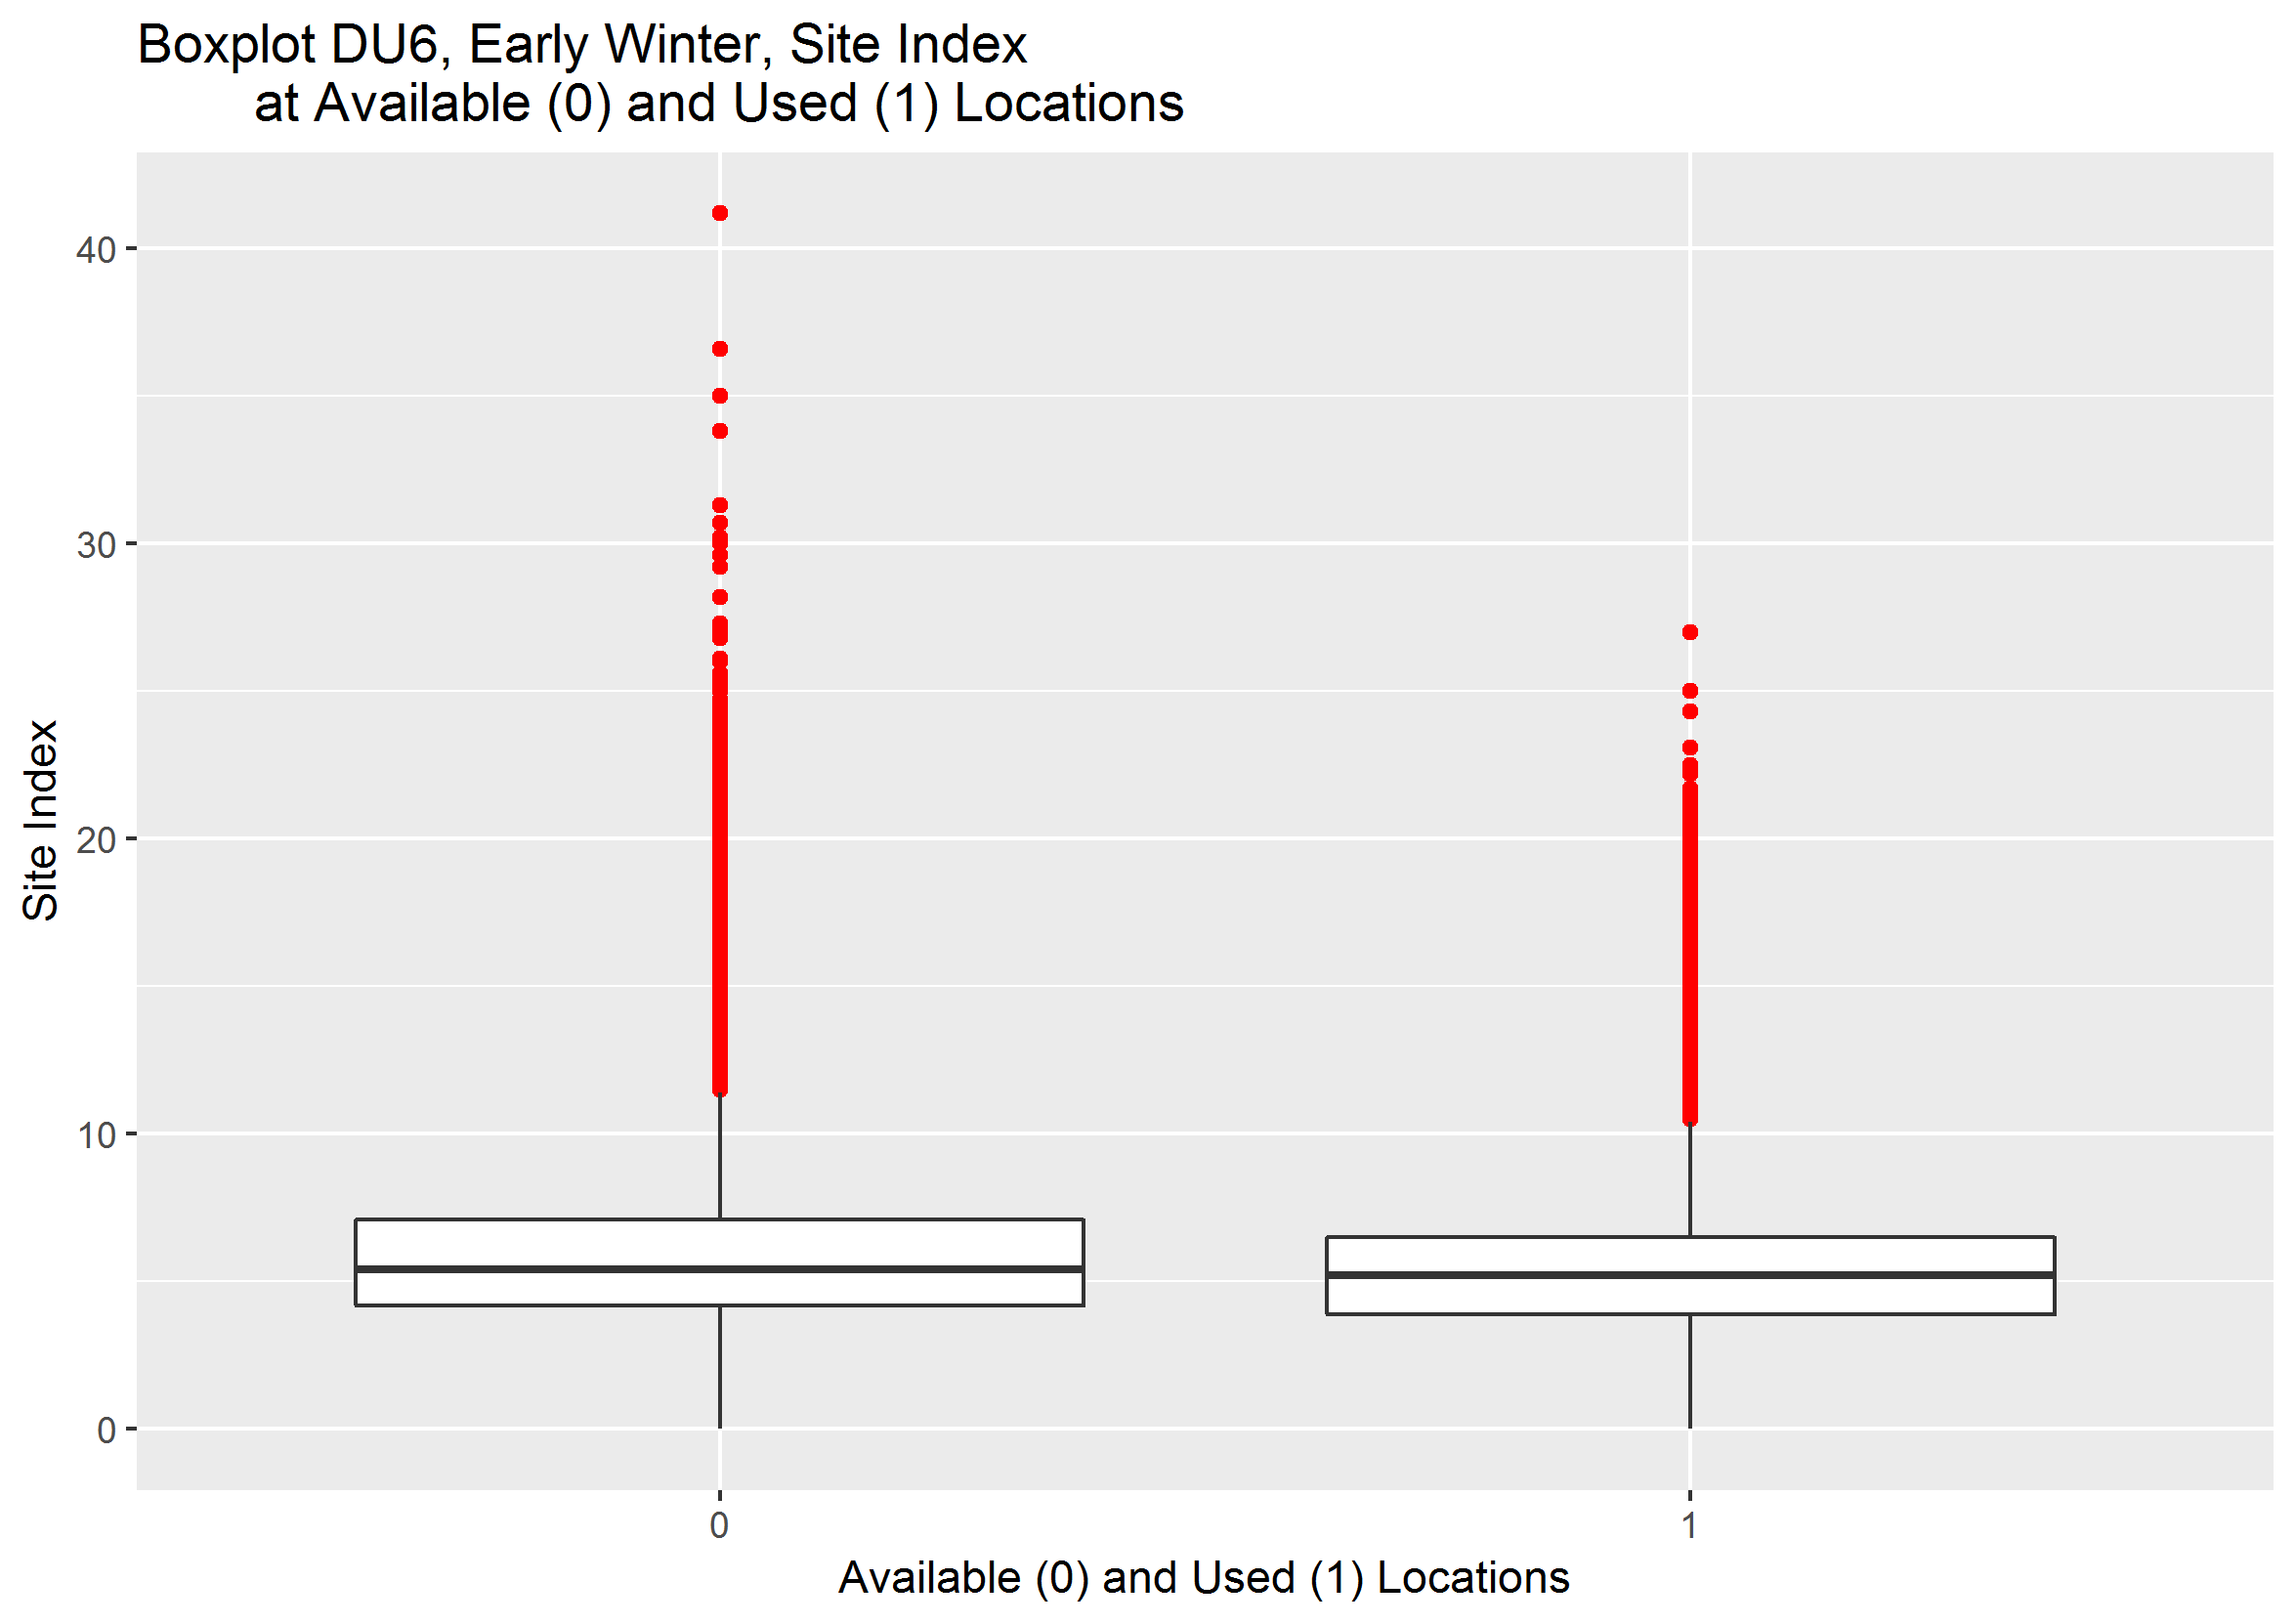 Boxplot DU6, Early Winter, Site Index
at Available (0) and Used (1) Locations
40
30
20
10
0
Site Index
0
1
Available (0) and Used (1) Locations